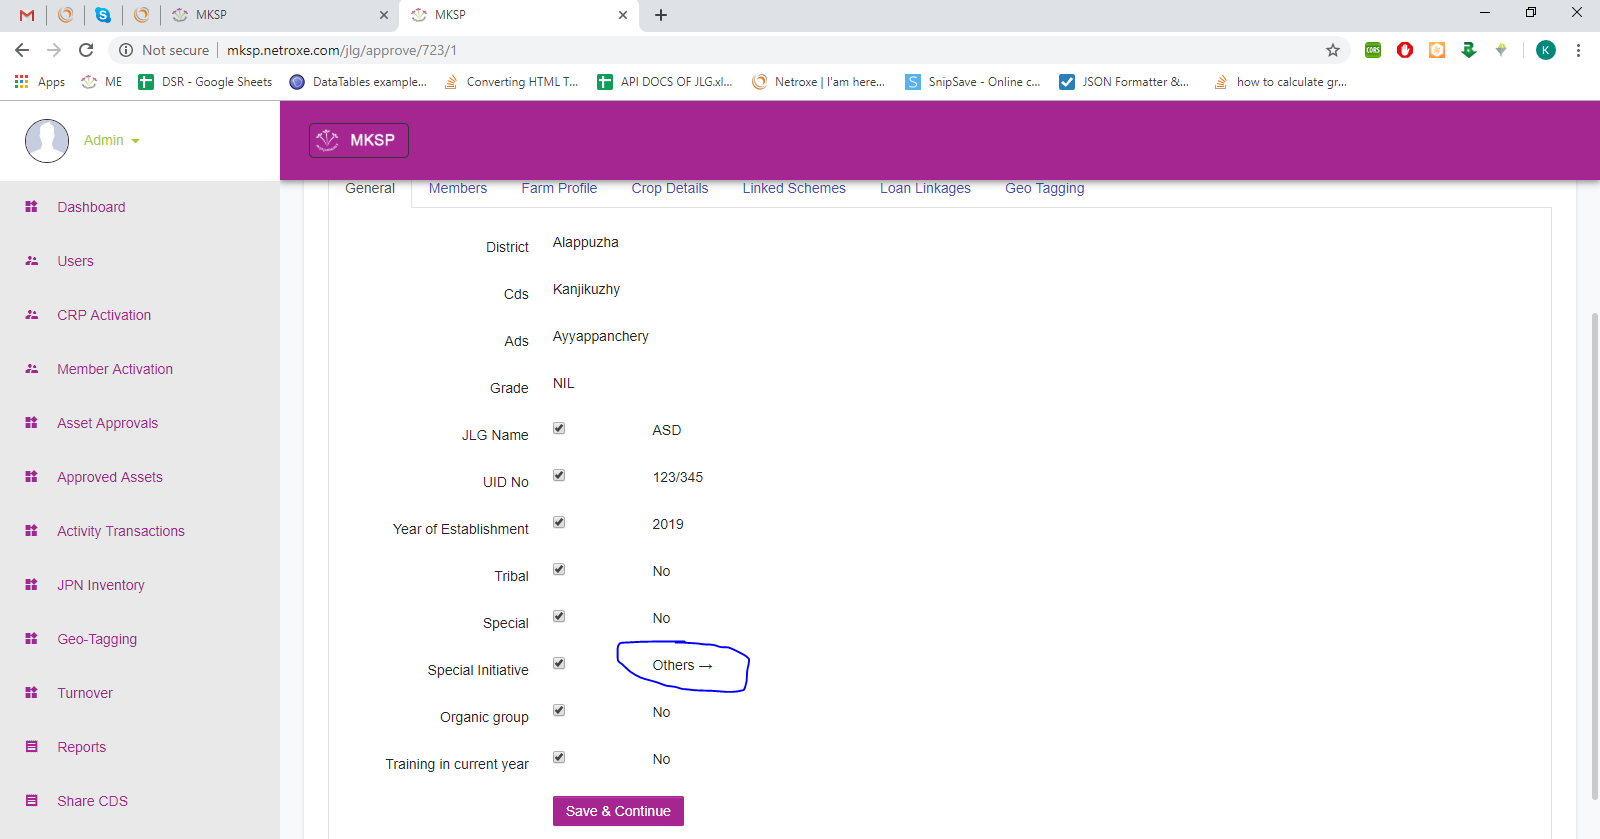 MKSP
MKSP
Not secure
mksp.netroxe.com/jlg/approve/723/1
K
Apps
ME
DSR - Google Sheets
DataTables example...
Converting HTML T...
API DOCS OF JLG.xl...
Netroxe | I'am here...
SnipSave - Online c...
JSON Formatter &...
how to calculate gr...
Admin
MKSP
Dashboard
Users
CRP Activation
Member Activation
Asset Approvals
Approved Assets
Activity Transactions
JPN Inventory
Geo-Tagging
Turnover
Reports
Share CDS
General Members Farm Profile Crop Details Linked Schemes Loan Linkages Geo Tagging
District Alappuzha
Cds Kanjikuzhy
Ads Ayyappanchery
Grade NIL
JLG Name ASD
UID No 123/345
Year of Establishment 2019
Tribal No
Special No
Special Initiative Others →
Organic group No
Training in current year No
Save & Continue